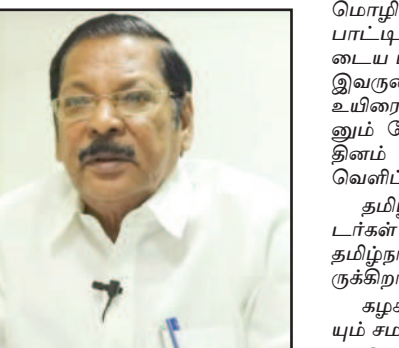 மொழி
பாட்டி
டைய
இவரு
உயிரை
னும்
தினம்
வெளிப்
தமிழ்
டர்கள்
தமிழ்நா
ருக்கிறா
கழக
யும் சம